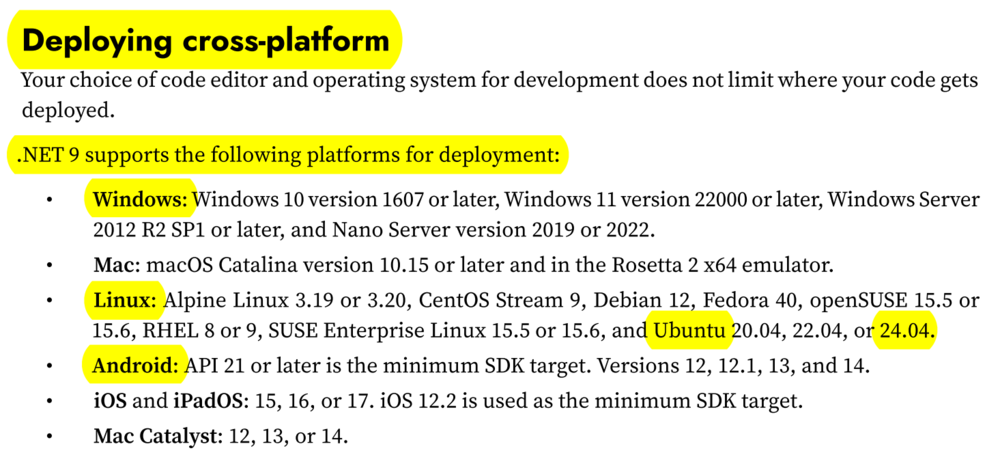 Deploying cross-platform
Your choice of code editor and operating system for development does not limit where your code gets
deployed.
.NET 9 supports the following platforms for deployment:
• Windows: Windows 10 version 1607 or later, Windows 11 version 22000 or later, Windows Server
2012 R2 SP1 or later, and Nano Server version 2019 or 2022.
• Mac: macOS Catalina version 10.15 or later and in the Rosetta 2 x64 emulator.
• Linux: Alpine Linux 3.19 or 3.20, CentOS Stream 9, Debian 12, Fedora 40, openSUSE 15.5 or
15.6, RHEL 8 or 9, SUSE Enterprise Linux 15.5 or 15.6, and Ubuntu 20.04, 22.04, or 24.04.
• Android: API 21 or later is the minimum SDK target. Versions 12, 12.1, 13, and 14.
• iOS and iPadOS: 15, 16, or 17. iOS 12.2 is used as the minimum SDK target.
• Mac Catalyst: 12, 13, or 14.